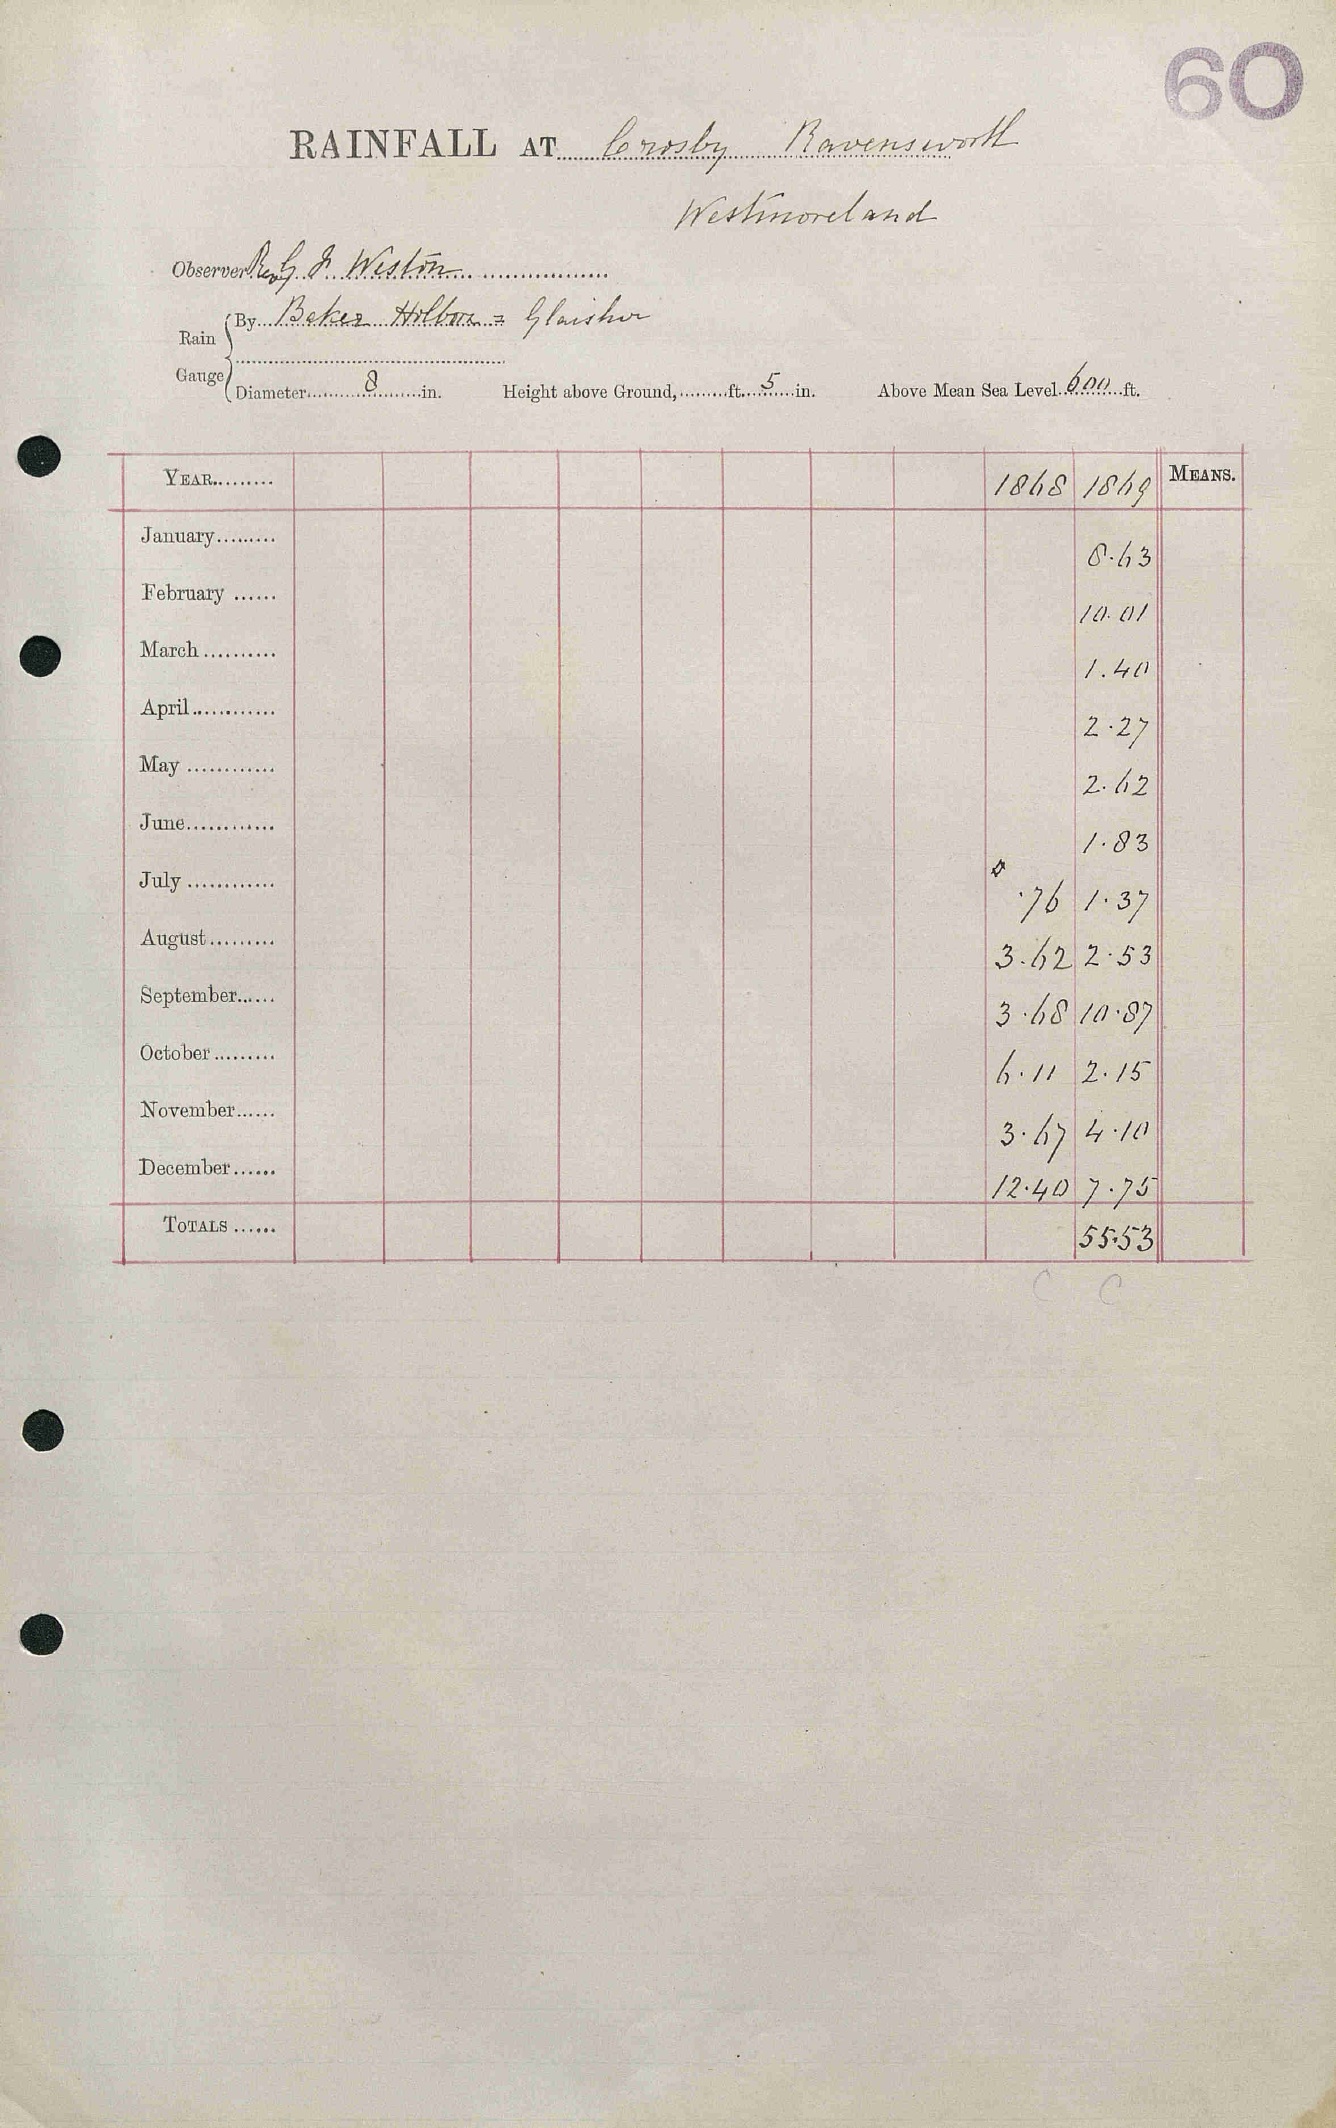 60
RAINFALL AT Crosby Ravensworth
Westmoreland
Observer Rev G F Weston
Rain Gauge
By Baker Holborn = Glaisher
Diameter 8 in. Height above Ground, ft. 5 in. Above Mean Sea Level 600 ft.
YEAR 1868 1869 MEANS.
January 8.63
February 10.01
March 1.40
April 2.27
May 2.62
June 1.83
July .76 1.37
August 3.62 2.53
September 3.68 10.87
October 6.11 2.15
November 3.67 4.10
December 12.40 7.75
TOTALS 55.53
C C